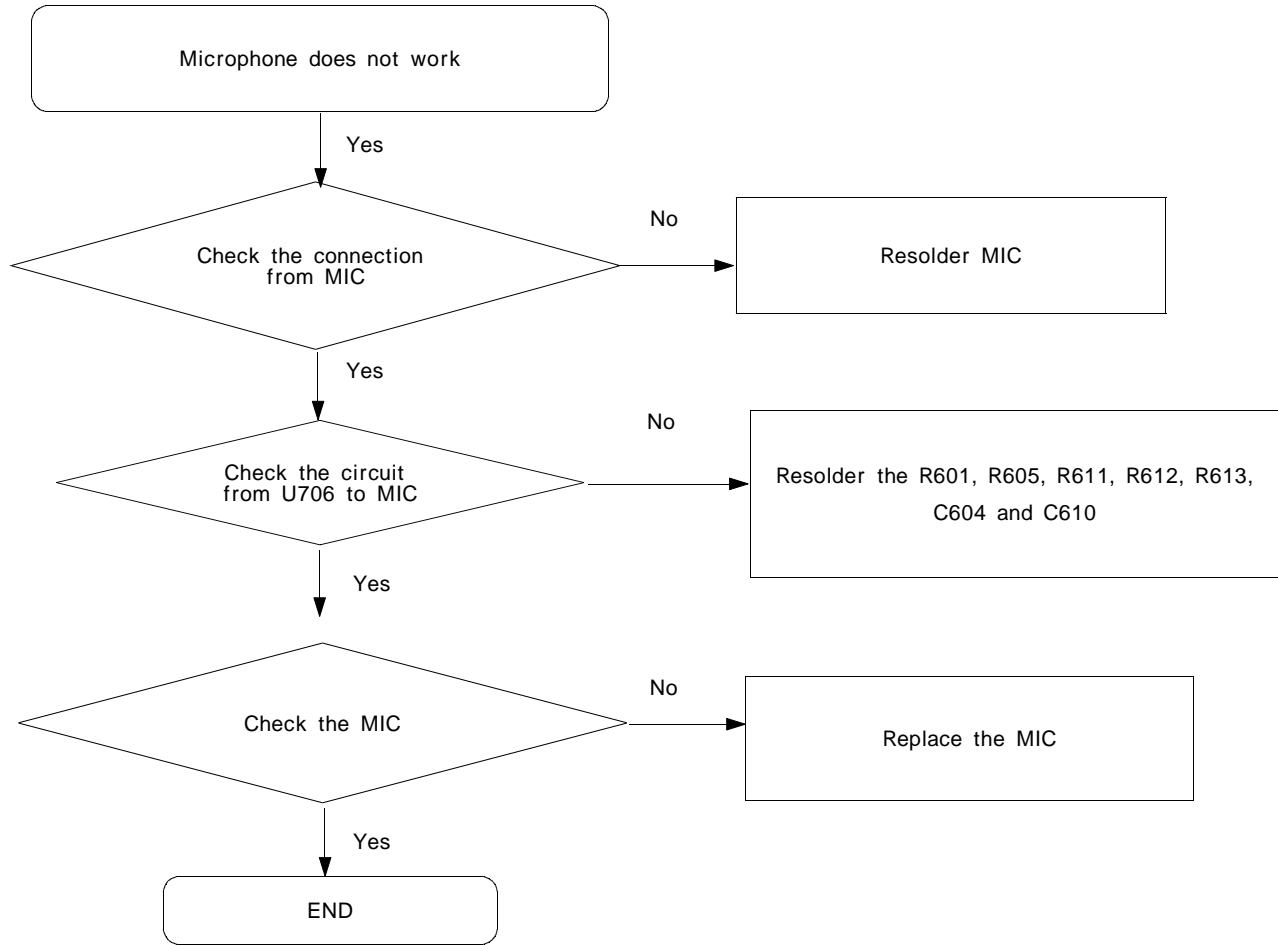 Microphone does not work
Yes
Check the connection
from MIC
No
Resolder MIC
Yes
Check the circuit
from U706 to MIC
No
Resolder the R601, R605, R611, R612, R613,
C604 and C610
Yes
Check the MIC
No
Replace the MIC
Yes
END